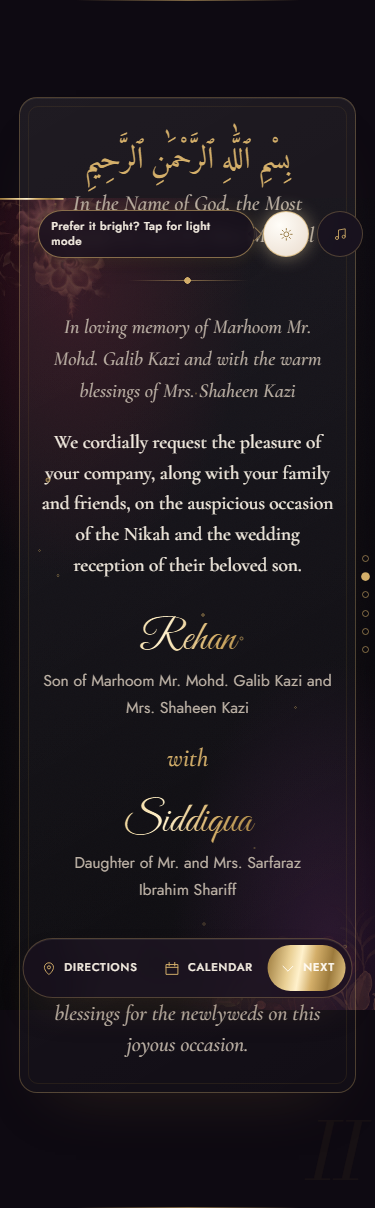 بِسْمِ ٱللَّهِ ٱلرَّحْمَٰنِ ٱلرَّحِيمِ
In the Name of God, the Most
Prefer it bright? Tap for light
mode
In loving memory of Marhoom Mr.
Mohd. Galib Kazi and with the warm
blessings of Mrs. Shaheen Kazi
We cordially request the pleasure of
your company, along with your family
and friends, on the auspicious occasion
of the Nikah and the wedding
reception of their beloved son.
Rehan
Son of Marhoom Mr. Mohd. Galib Kazi and
Mrs. Shaheen Kazi
with
Siddiqua
Daughter of Mr. and Mrs. Sarfaraz
Ibrahim Shariff
DIRECTIONS CALENDAR NEXT
blessings for the newlyweds on this
joyous occasion.
II